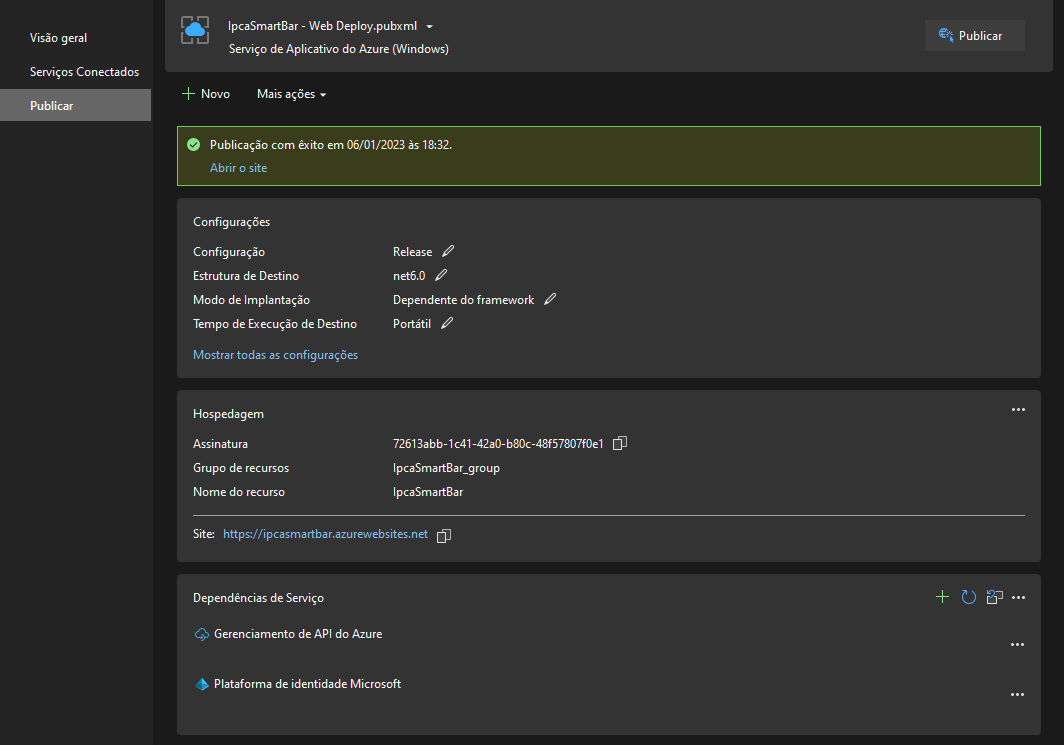 Visão geral
Serviços Conectados
Publicar
IpcaSmartBar - Web Deploy.pubxml
Serviço de Aplicativo do Azure (Windows)
Publicar
Novo
Mais ações
Publicação com êxito em 06/01/2023 às 18:32.
Abrir o site
Configurações
Configuração Release
Estrutura de Destino net6.0
Modo de Implantação Dependente do framework
Tempo de Execução de Destino Portátil
Mostrar todas as configurações
Hospedagem
Assinatura 72613abb-1c41-42a0-b80c-48f57807f0e1
Grupo de recursos IpcaSmartBar_group
Nome do recurso IpcaSmartBar
Site: https://ipcasmartbar.azurewebsites.net
Dependências de Serviço
Gerenciamento de API do Azure
Plataforma de identidade Microsoft